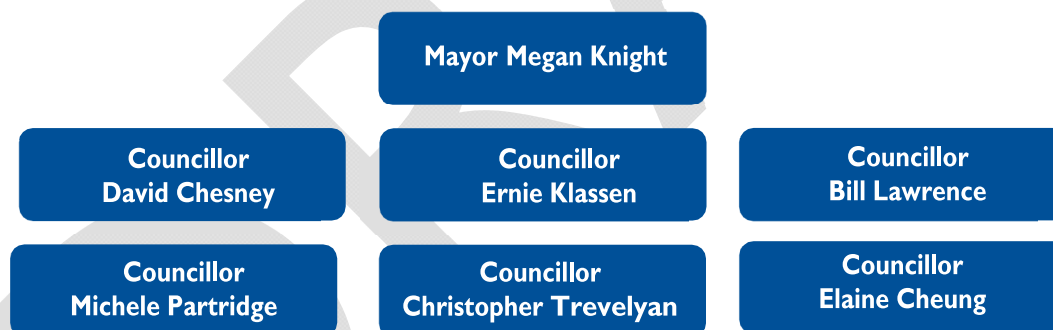 Mayor Megan Knight
Councillor
David Chesney
Councillor
Ernie Klassen
Councillor
Bill Lawrence
Councillor
Michele Partridge
Councillor
Christopher Trevelyan
Councillor
Elaine Cheung